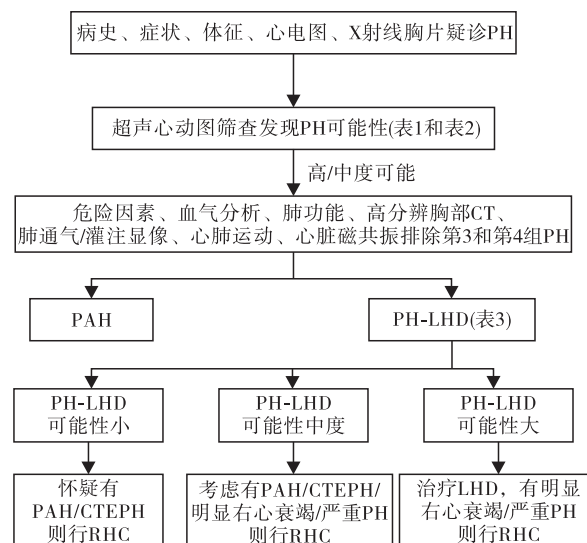 病史、症状、体征、心电图、X射线胸片疑诊PH
超声心动图筛查发现PH可能性(表1和表2)
高/中度可能
危险因素、血气分析、肺功能、高分辨胸部CT、
肺通气/灌注显像、心肺运动、心脏磁共振排除第3和第4组PH
PAH
PH-LHD(表3)
PH-LHD
可能性小
PH-LHD
可能性中度
PH-LHD
可能性大
怀疑有
PAH/CTEPH
则行RHC
考虑有PAH/CTEPH/
明显右心衰竭/严重PH
则行RHC
治疗LHD，有明显
右心衰竭/严重PH
则行RHC